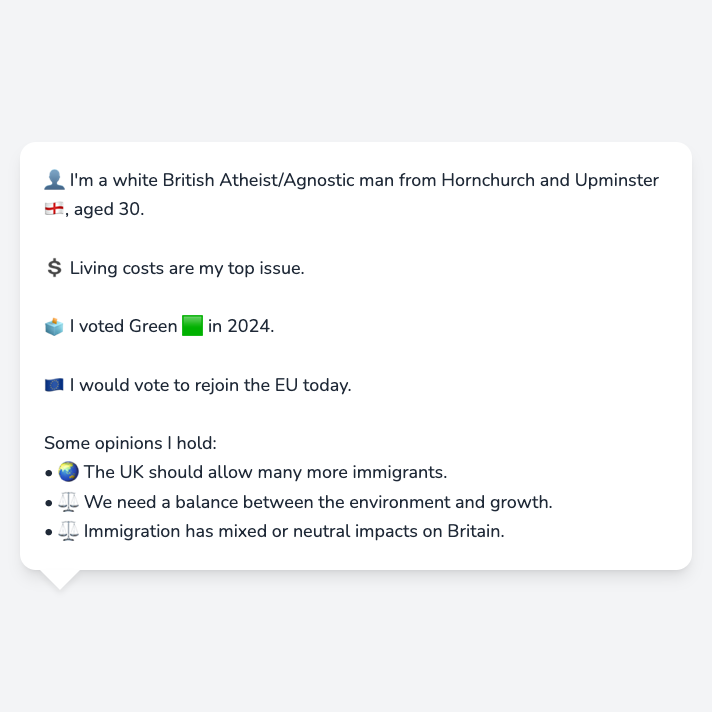 👤 I'm a white British Atheist/Agnostic man from Hornchurch and Upminster
🏴󠁧󠁢󠁥󠁮󠁧󠁿, aged 30.
💲 Living costs are my top issue.
🗳️ I voted Green 🟩 in 2024.
🇪🇺 I would vote to rejoin the EU today.
Some opinions I hold:
• 🌏 The UK should allow many more immigrants.
• ⚖️ We need a balance between the environment and growth.
• ⚖️ Immigration has mixed or neutral impacts on Britain.